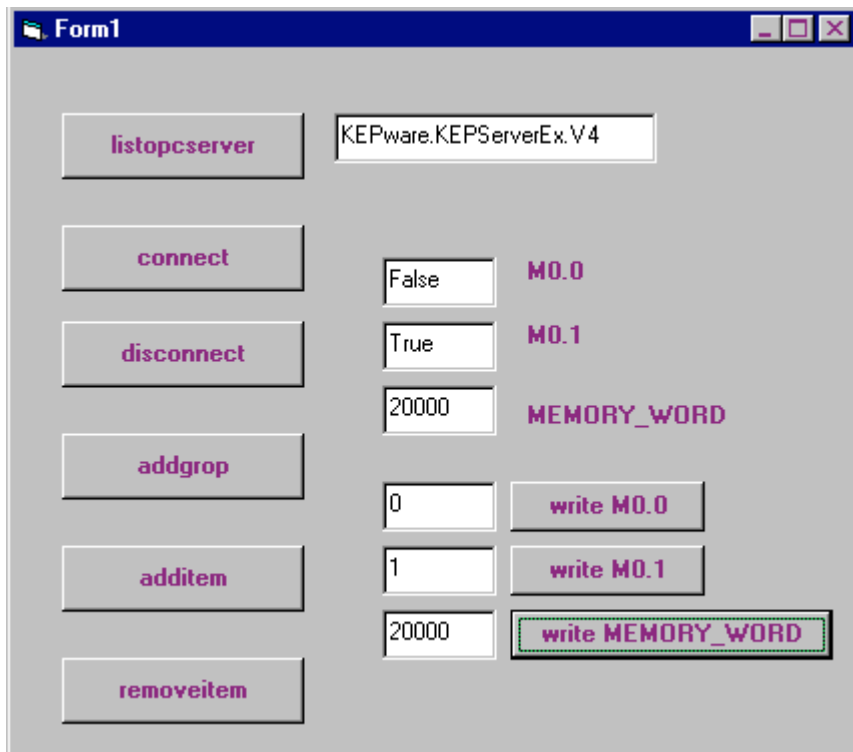 Form1
listopcserver
KEPware.KEPServerEx.V4
connect
False
M0.0
disconnect
True
M0.1
20000
MEMORY_WORD
addgrop
0
write M0.0
additem
1
write M0.1
20000
write MEMORY_WORD
removeitem